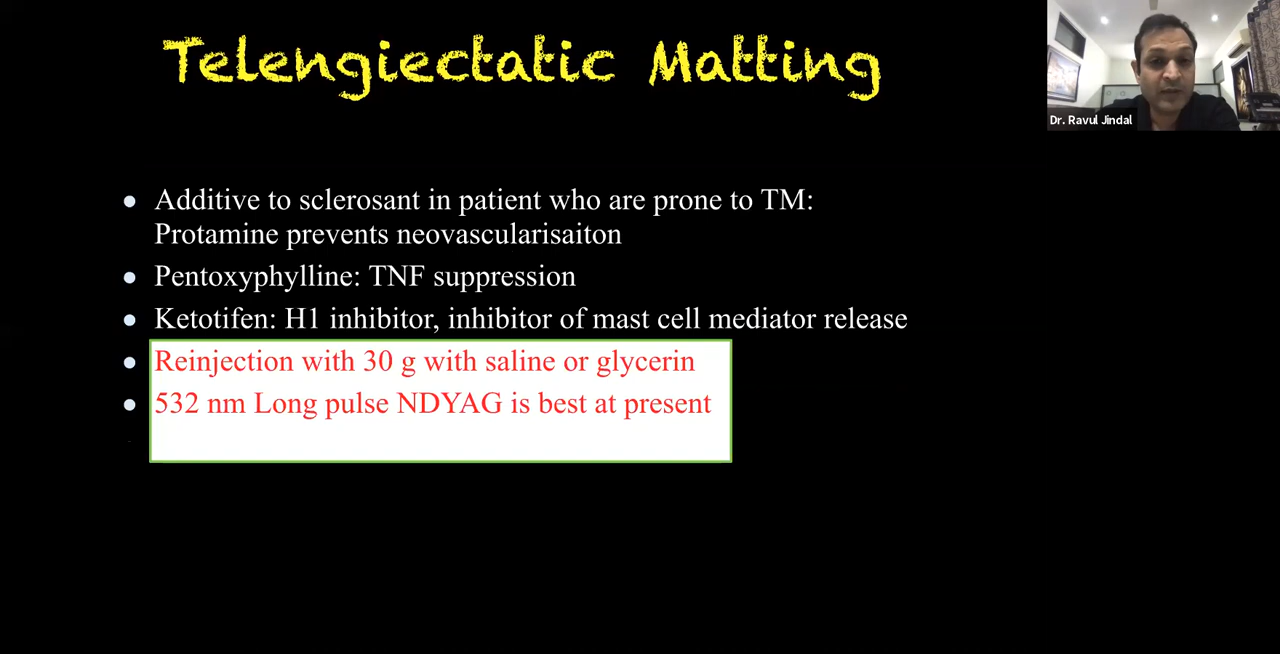 Telengiectatic Matting
Dr. Ravul Jindal
Additive to sclerosant in patient who are prone to TM:
Protamine prevents neovascularisaiton
Pentoxyphylline: TNF suppression
Ketotifen: H1 inhibitor, inhibitor of mast cell mediator release
Reinjection with 30 g with saline or glycerin
532 nm Long pulse NDYAG is best at present